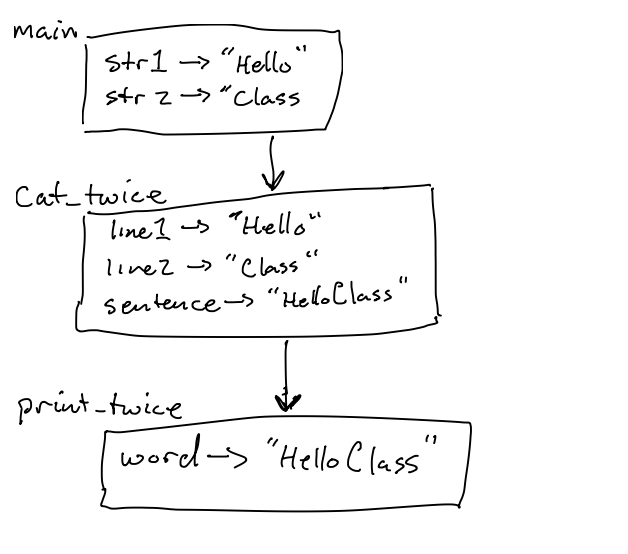 main
str1 → "Hello"
str2 → "Class
Cat_twice
line1 → "Hello"
line2 → "Class"
sentence → "HelloClass"
print_twice
word → "HelloClass"